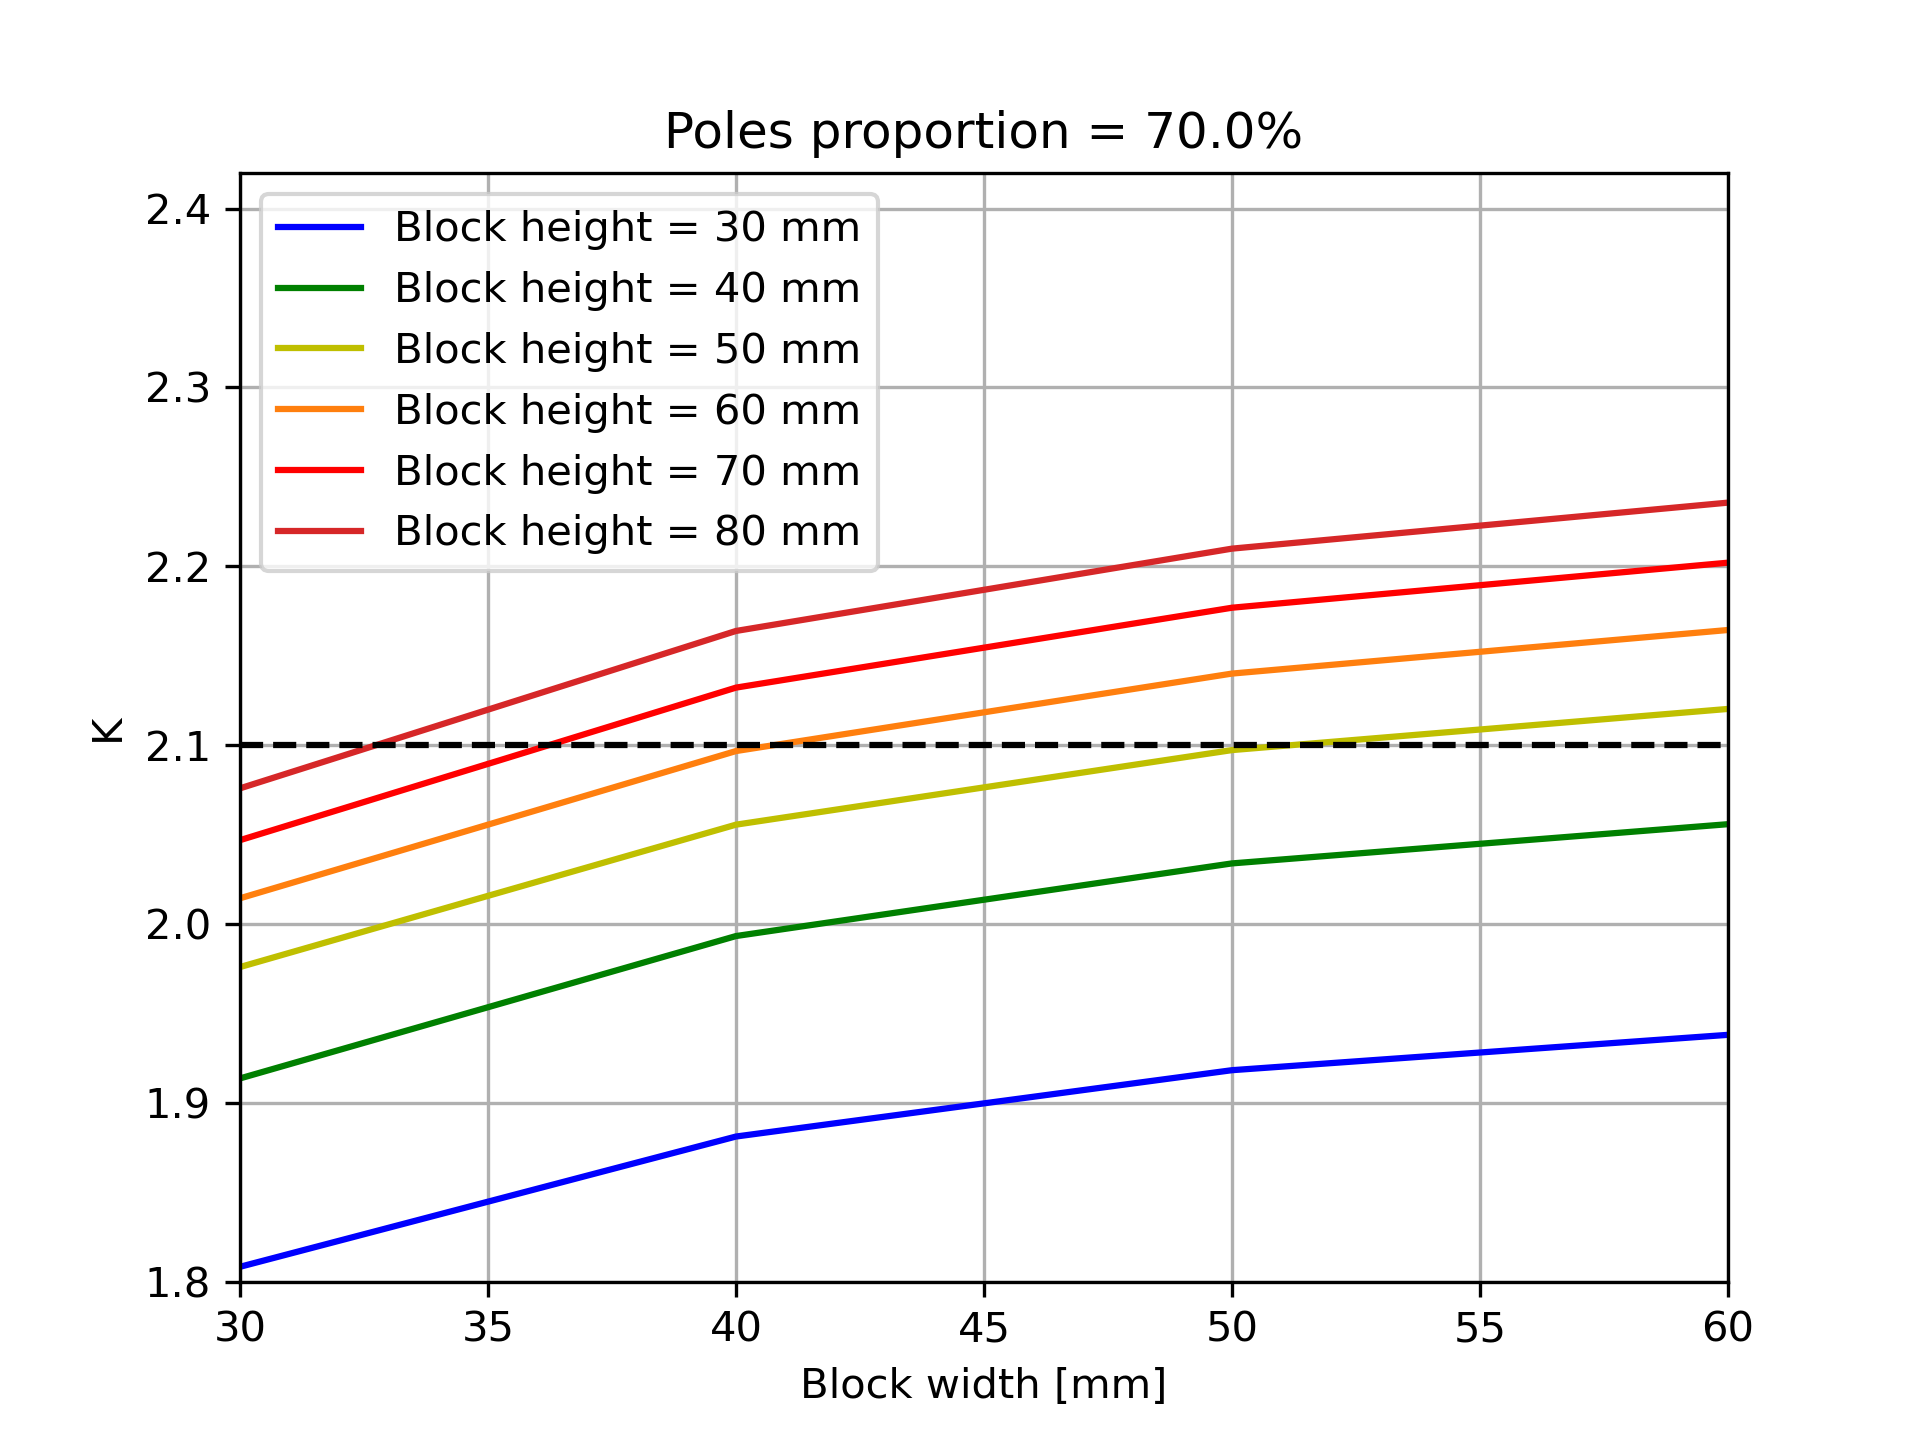 Poles proportion = 70.0%
2.4
2.3
2.2
2.1
2.0
1.9
1.8
K
Block height = 30 mm
Block height = 40 mm
Block height = 50 mm
Block height = 60 mm
Block height = 70 mm
Block height = 80 mm
30 35 40 45 50 55 60
Block width [mm]